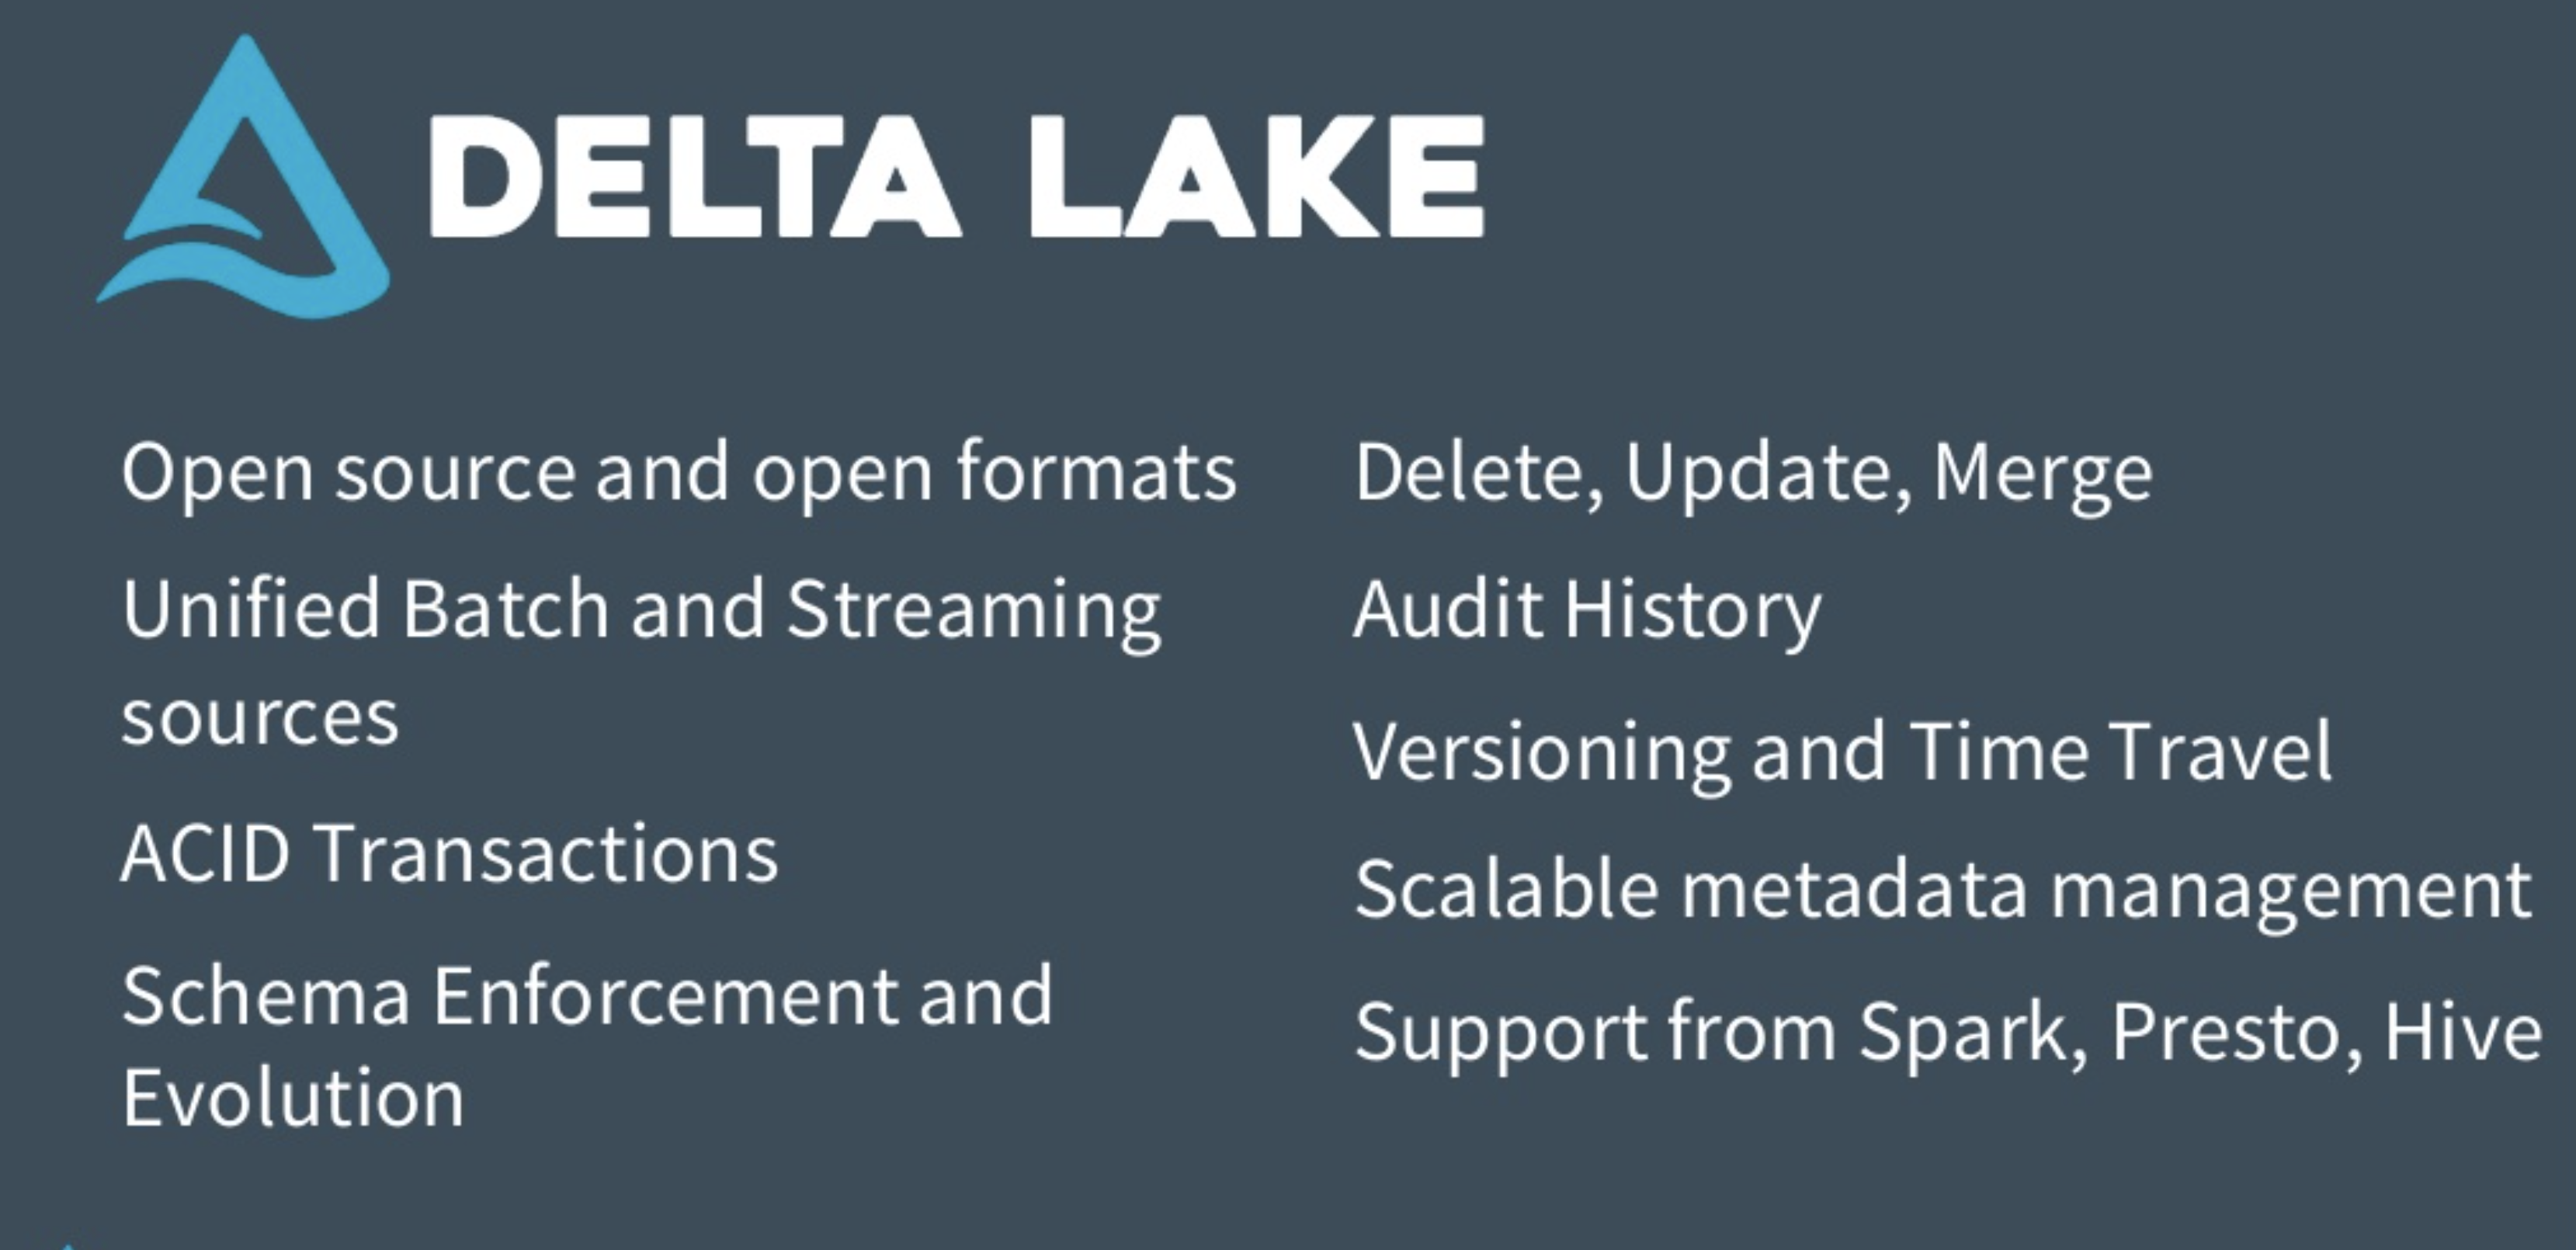 DELTA LAKE
Open source and open formats
Unified Batch and Streaming
sources
ACID Transactions
Schema Enforcement and
Evolution
Delete, Update, Merge
Audit History
Versioning and Time Travel
Scalable metadata management
Support from Spark, Presto, Hive